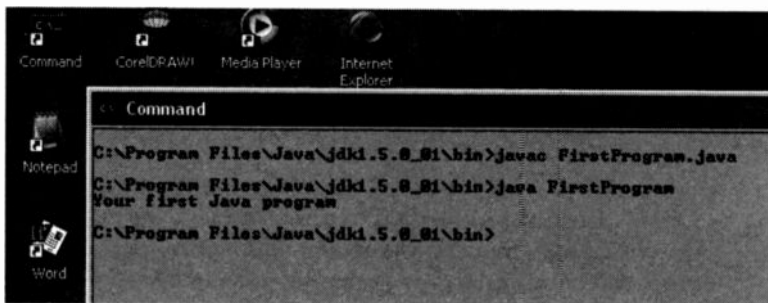 Command
CorelDRAW!
Media Player
Internet
Explorer
Notepad
Word
Command
C:\Program Files\Java\jdk1.5.0_01\bin>javac FirstProgram.java
C:\Program Files\Java\jdk1.5.0_01\bin>java FirstProgram
Your first Java program
C:\Program Files\Java\jdk1.5.0_01\bin>